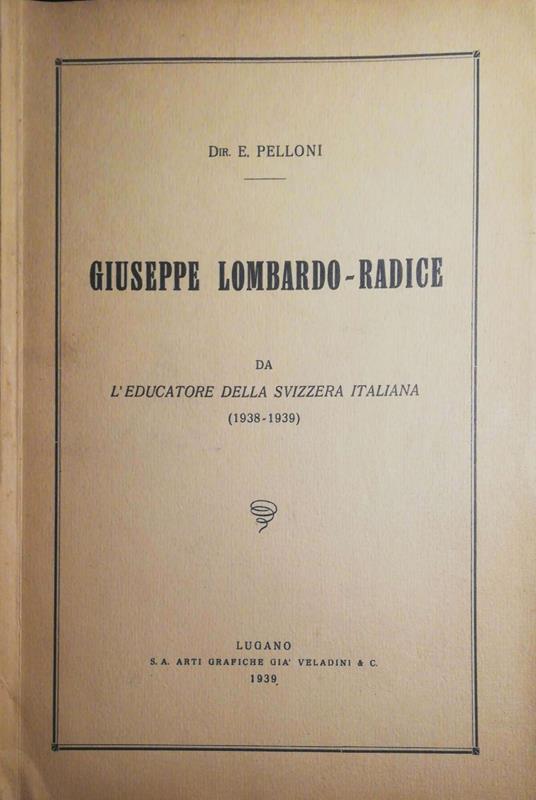 Dir. E. PELLONI
GIUSEPPE LOMBARDO-RADICE
DA
L'EDUCATORE DELLA SVIZZERA ITALIANA
(1938-1939)
LUGANO
S. A. ARTI GRAFICHE GIA' VELADINI & C.
1939